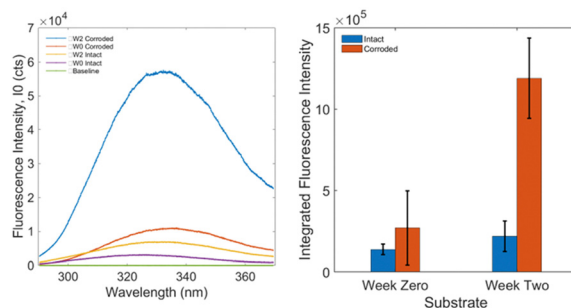 ×10⁴
7
6
5
4
3
2
1
0
Fluorescence Intensity, I0 (cts)
□W2 Corroded
□W0 Corroded
□W2 Intact
□W0 Intact
□Baseline
300 320 340 360
Wavelength (nm)
×10⁵
15
10
5
0
Integrated Fluorescence Intensity
Intact
Corroded
Week Zero Week Two
Substrate